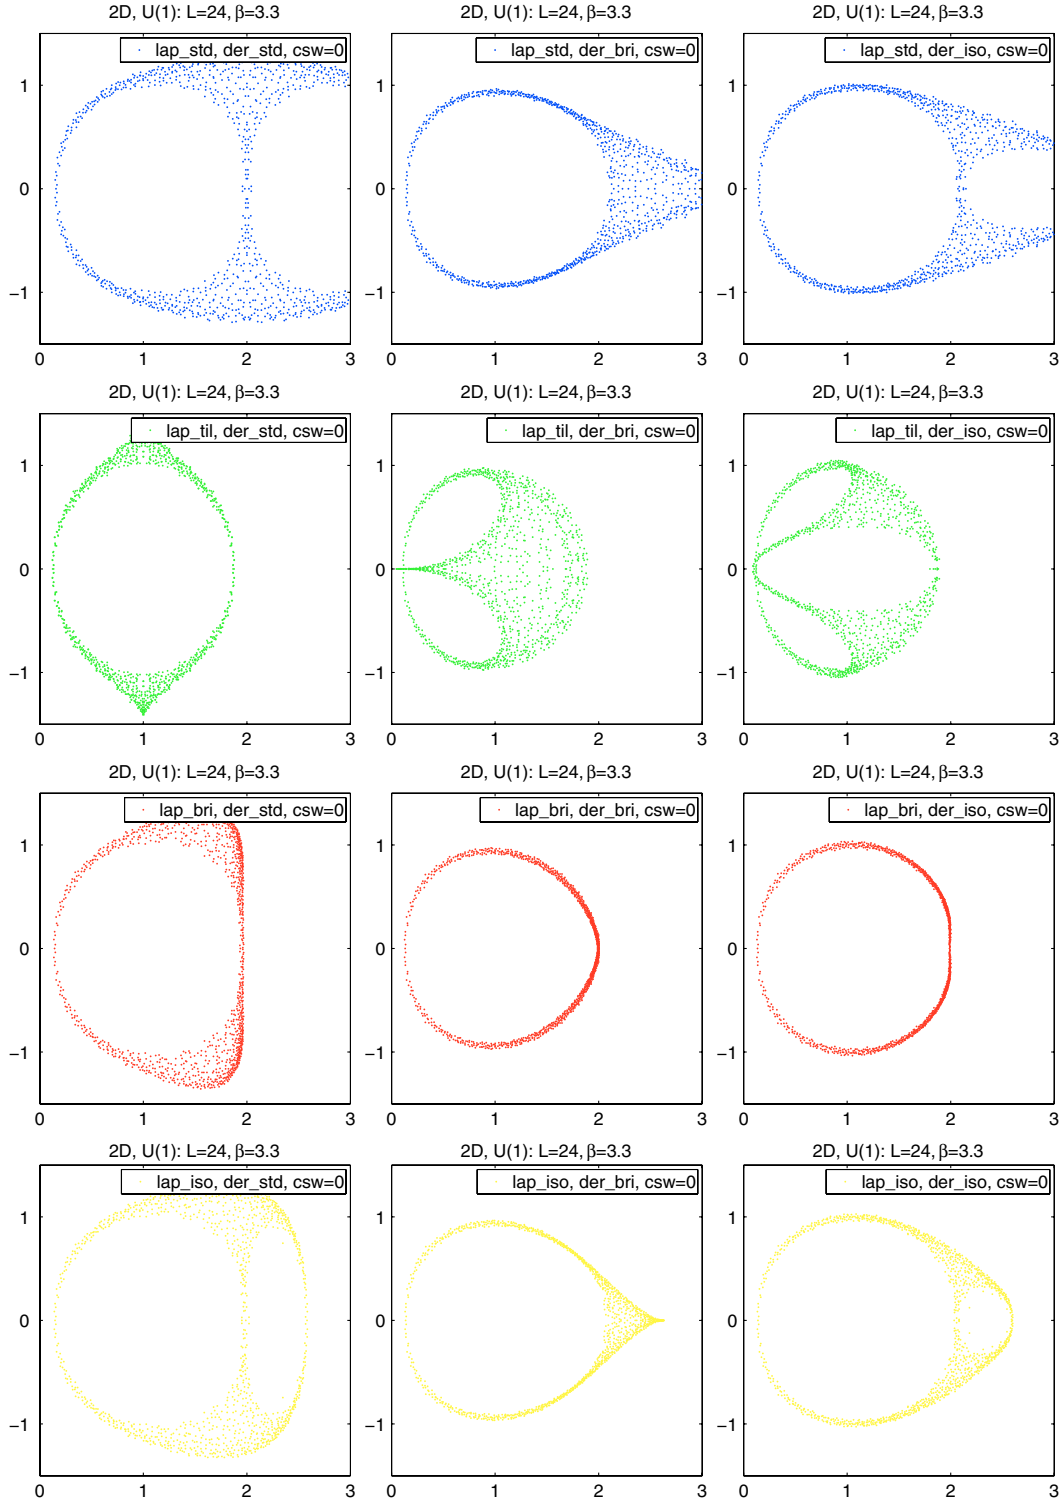 2D, U(1): L=24, β=3.3 2D, U(1): L=24, β=3.3 2D, U(1): L=24, β=3.3
lap_std, der_std, csw=0 lap_std, der_bri, csw=0 lap_std, der_iso, csw=0
1 1 1
0 0 0
−1 −1 −1
0 1 2 3 0 1 2 3 0 1 2 3
2D, U(1): L=24, β=3.3 2D, U(1): L=24, β=3.3 2D, U(1): L=24, β=3.3
lap_til, der_std, csw=0 lap_til, der_bri, csw=0 lap_til, der_iso, csw=0
1 1 1
0 0 0
−1 −1 −1
0 1 2 3 0 1 2 3 0 1 2 3
2D, U(1): L=24, β=3.3 2D, U(1): L=24, β=3.3 2D, U(1): L=24, β=3.3
lap_bri, der_std, csw=0 lap_bri, der_bri, csw=0 lap_bri, der_iso, csw=0
1 1 1
0 0 0
−1 −1 −1
0 1 2 3 0 1 2 3 0 1 2 3
2D, U(1): L=24, β=3.3 2D, U(1): L=24, β=3.3 2D, U(1): L=24, β=3.3
lap_iso, der_std, csw=0 lap_iso, der_bri, csw=0 lap_iso, der_iso, csw=0
1 1 1
0 0 0
−1 −1 −1
0 1 2 3 0 1 2 3 0 1 2 3